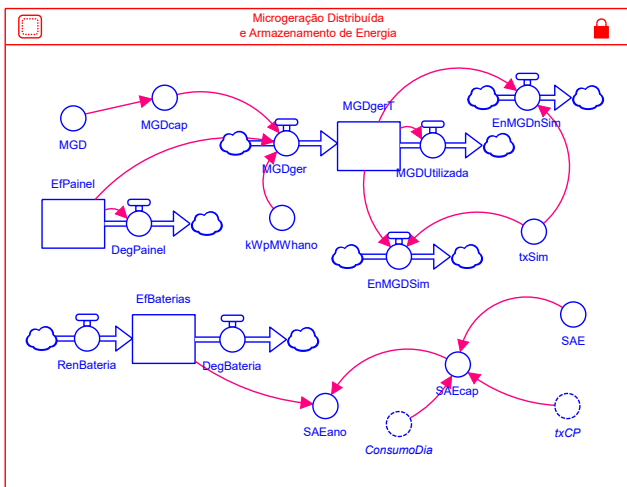 Microgeração Distribuída
e Armazenamento de Energia
MGD
MGDcap
MGDger
MGDgerT
MGDUtilizada
EnMGDnSim
EfPainel
DegPainel
kWpMWhano
EnMGDSim
txSim
EfBaterias
RenBateria
DegBateria
SAE
SAEcap
SAEano
ConsumoDia
txCP